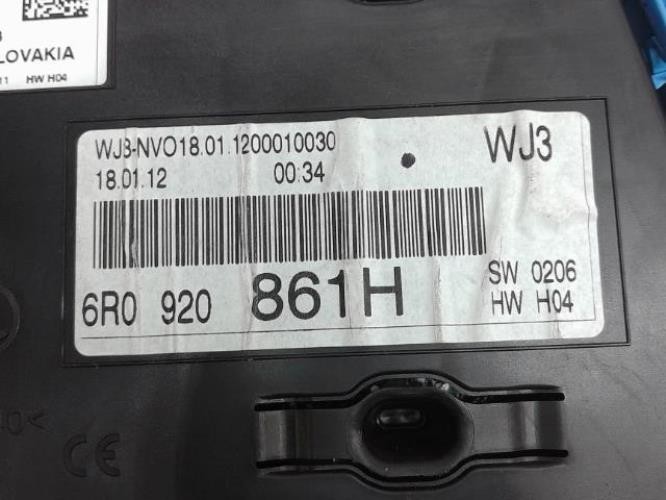 LOVAKIA
11 HW H04
WJ3-NVO18.01.1200010030
WJ3
18.01.12 00:34
6R0 920 861H
SW 0206
HW H04
CE